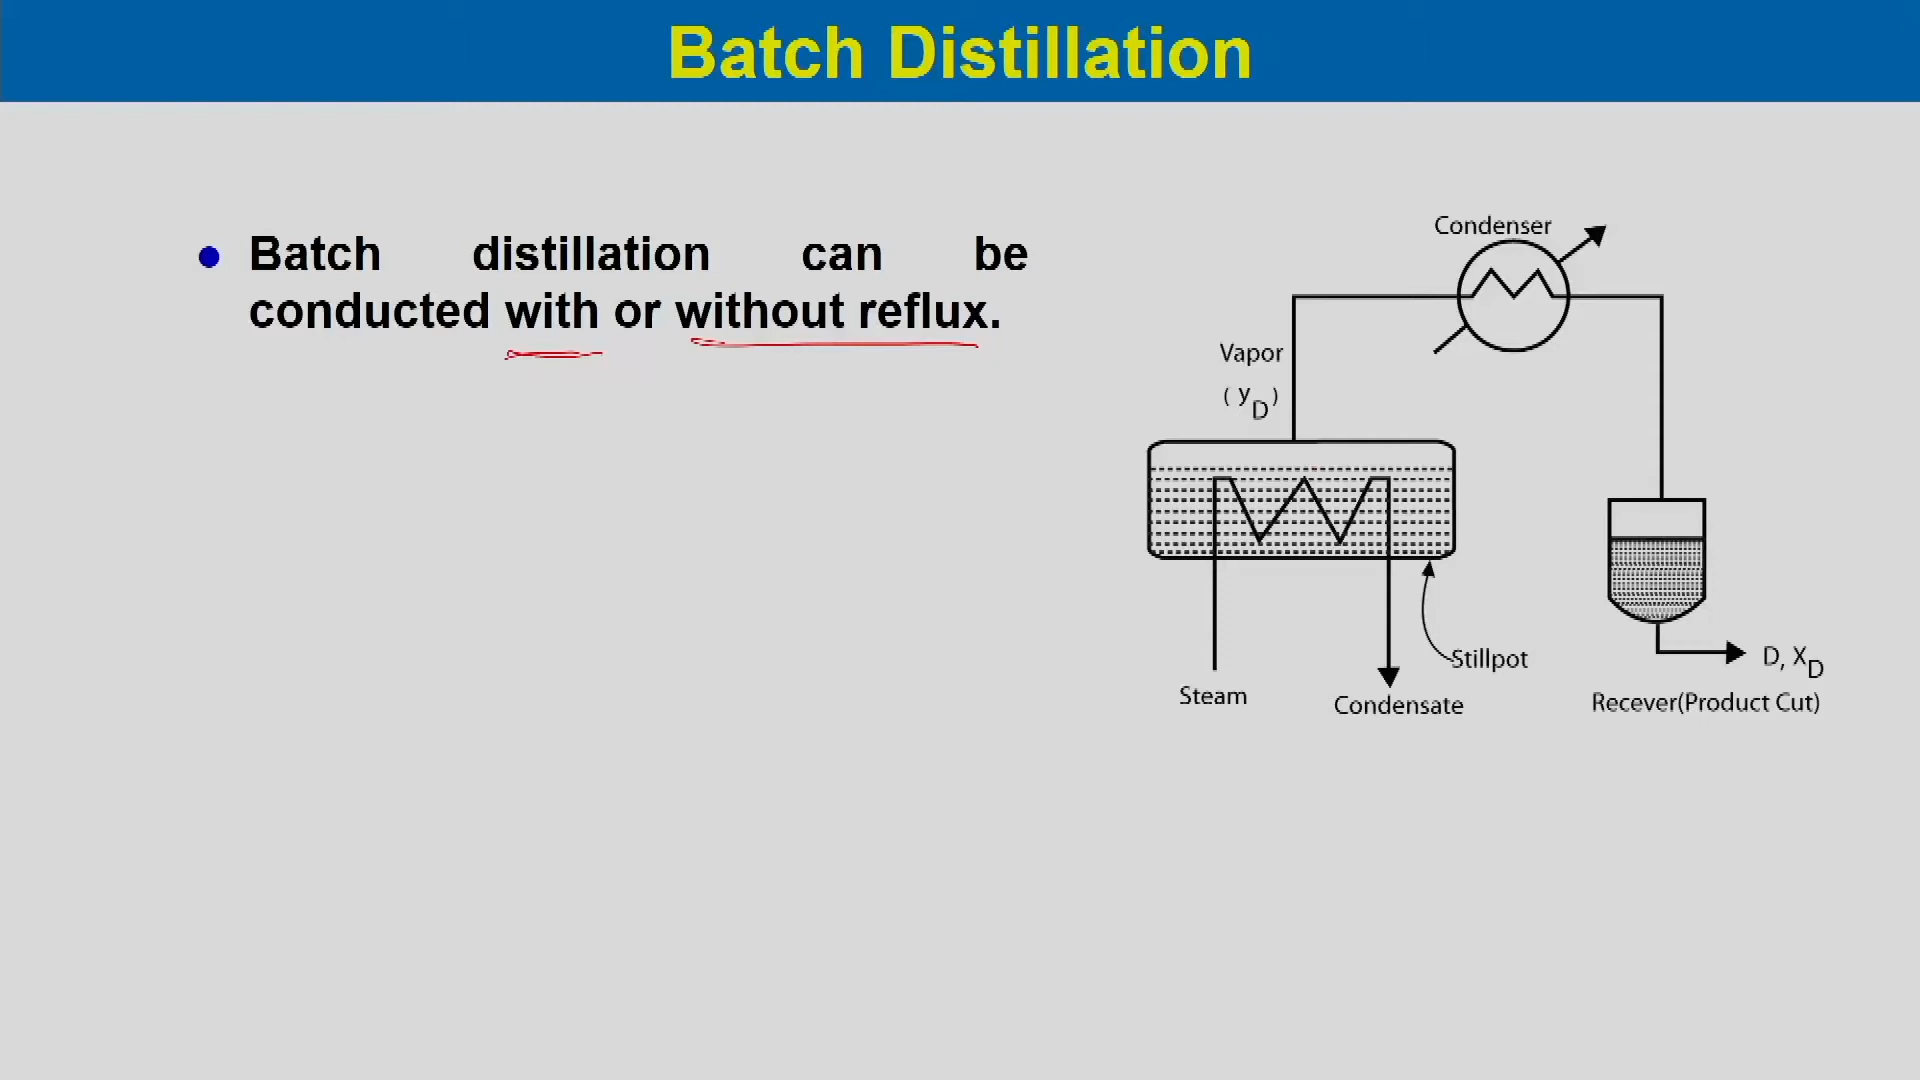 Batch Distillation
Batch distillation can be
conducted with or without reflux.
Condenser
Vapor
( yD)
Stillpot
Steam
Condensate
D, XD
Recever(Product Cut)